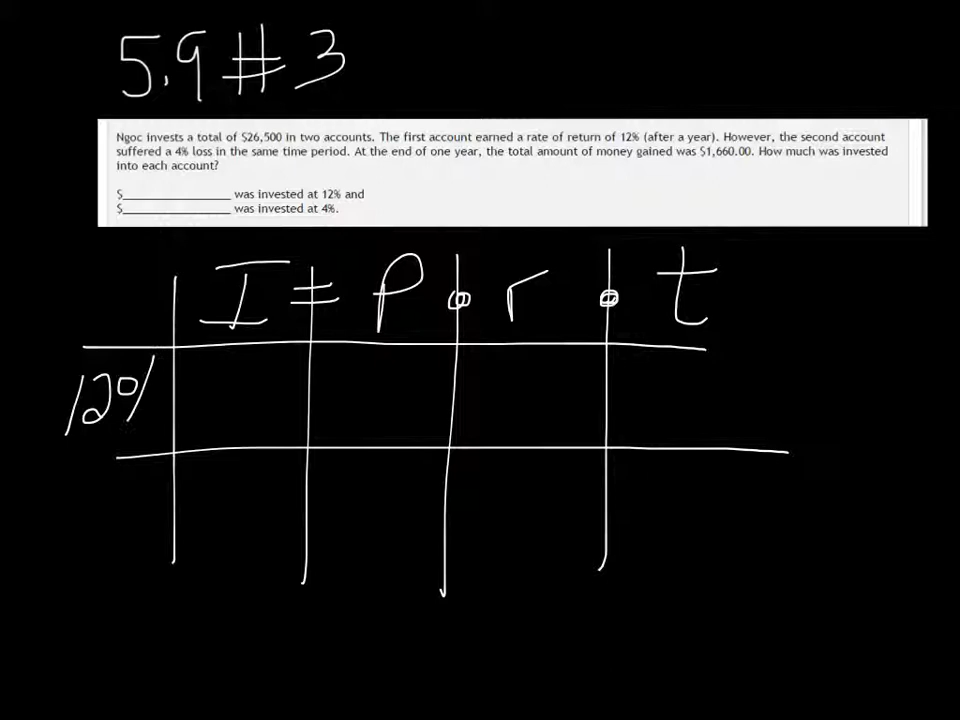 5.9 # 3
Ngoc invests a total of $26,500 in two accounts. The first account earned a rate of return of 12% (after a year). However, the second account
suffered a 4% loss in the same time period. At the end of one year, the total amount of money gained was $1,660.00. How much was invested
into each account?
$__________________ was invested at 12% and
$__________________ was invested at 4%.
I = P · r · t
12%